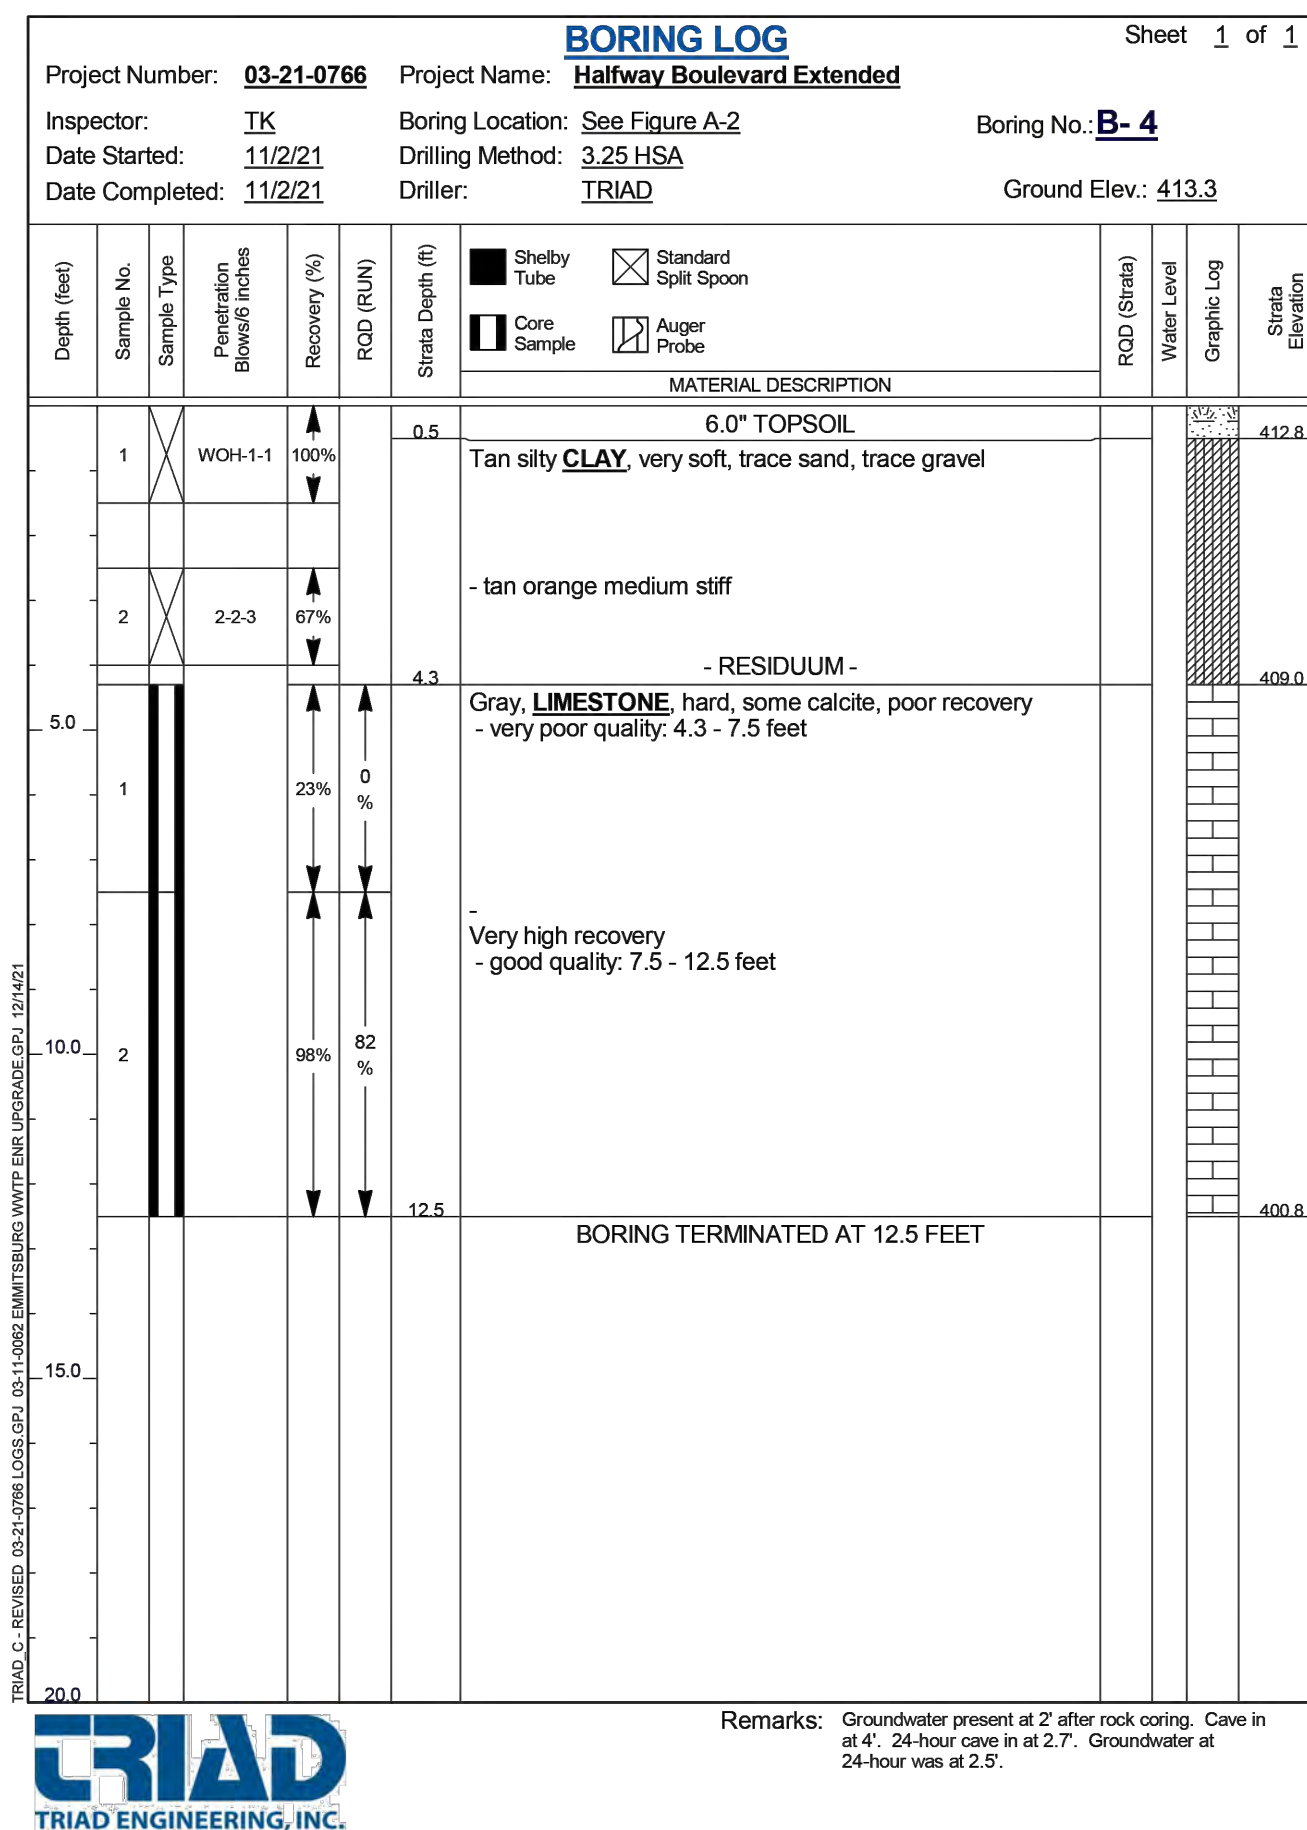 BORING LOG
Sheet 1 of 1
Project Number: 03-21-0766 Project Name: Halfway Boulevard Extended
Inspector: TK Boring Location: See Figure A-2
Boring No.: B- 4
Date Started: 11/2/21 Drilling Method: 3.25 HSA
Date Completed: 11/2/21 Driller: TRIAD
Ground Elev.: 413.3
Depth (feet)
Sample No.
Sample Type
Penetration
Blows/6 inches
Recovery (%)
RQD (RUN)
Strata Depth (ft)
Shelby
Tube
Standard
Split Spoon
Core
Sample
Auger
Probe
MATERIAL DESCRIPTION
RQD (Strata)
Water Level
Graphic Log
Strata
Elevation
0.5 6.0" TOPSOIL 412.8
1 WOH-1-1 100% Tan silty CLAY, very soft, trace sand, trace gravel
- tan orange medium stiff
2 2-2-3 67%
- RESIDUUM -
4.3 409.0
Gray, LIMESTONE, hard, some calcite, poor recovery
5.0 - very poor quality: 4.3 - 7.5 feet
1 23% 0
%
-
Very high recovery
- good quality: 7.5 - 12.5 feet
10.0 2 98% 82
%
12.5 400.8
BORING TERMINATED AT 12.5 FEET
15.0
20.0
TRIAD_C - REVISED 03-21-0766 LOGS.GPJ 03-11-0062 EMMITSBURG WWTP ENR UPGRADE.GPJ 12/14/21
TRIAD
TRIAD ENGINEERING, INC.
Remarks: Groundwater present at 2' after rock coring. Cave in
at 4'. 24-hour cave in at 2.7'. Groundwater at
24-hour was at 2.5'.